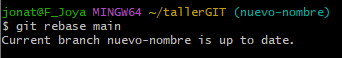 jonat@F_Joya MINGW64 ~/tallerGIT (nuevo-nombre)
$ git rebase main
Current branch nuevo-nombre is up to date.